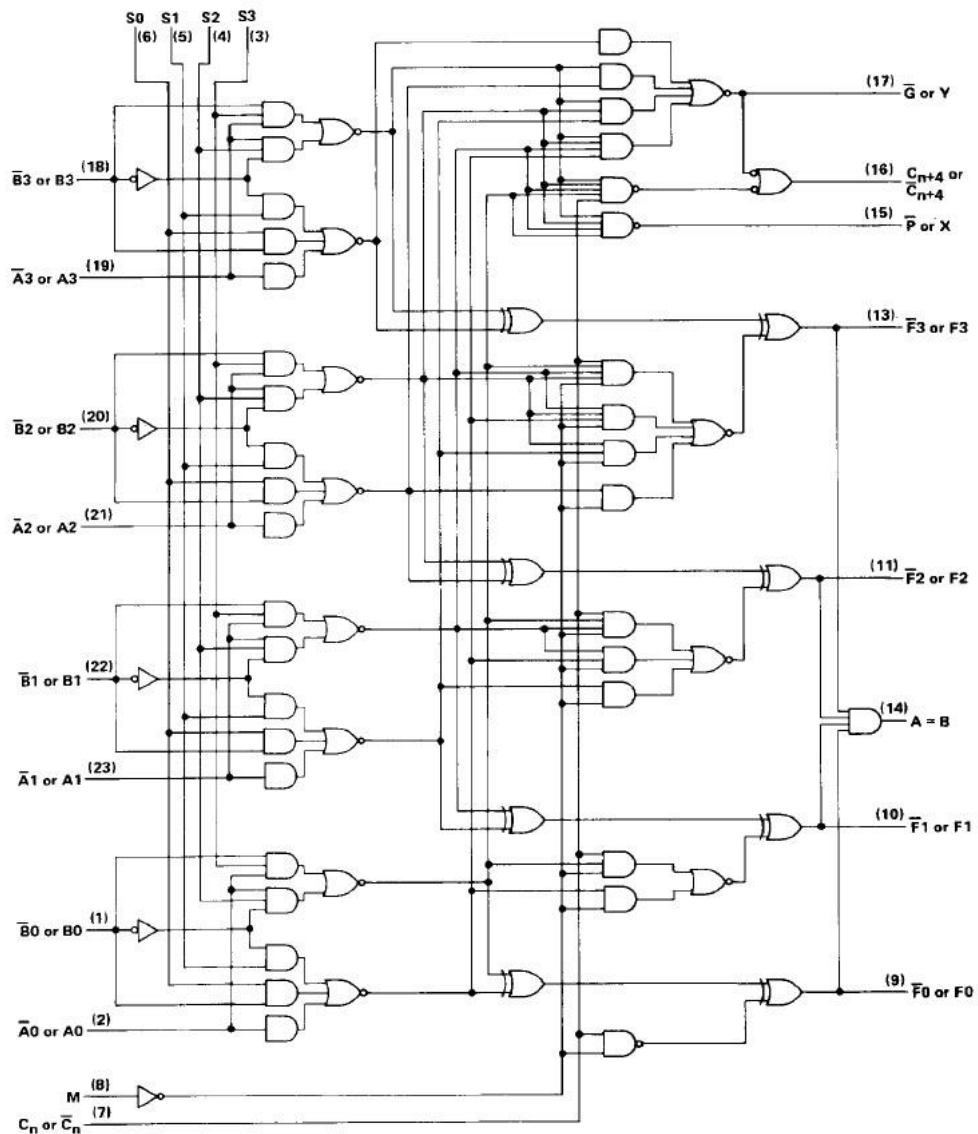 S0 S1 S2 S3
(6) (5) (4) (3)
(17) G̅ or Y
(18)
B̅3 or B3
(16) Cn+4 or
C̅n+4
(15) P̅ or X
(19)
A̅3 or A3
(13) F̅3 or F3
(20)
B̅2 or B2
(21)
A̅2 or A2
(11) F̅2 or F2
(22)
B̅1 or B1
(14)
A = B
(23)
A̅1 or A1
(10) F̅1 or F1
(1)
B̅0 or B0
(9) F̅0 or F0
(2)
A̅0 or A0
(8)
M
(7)
Cn or C̅n